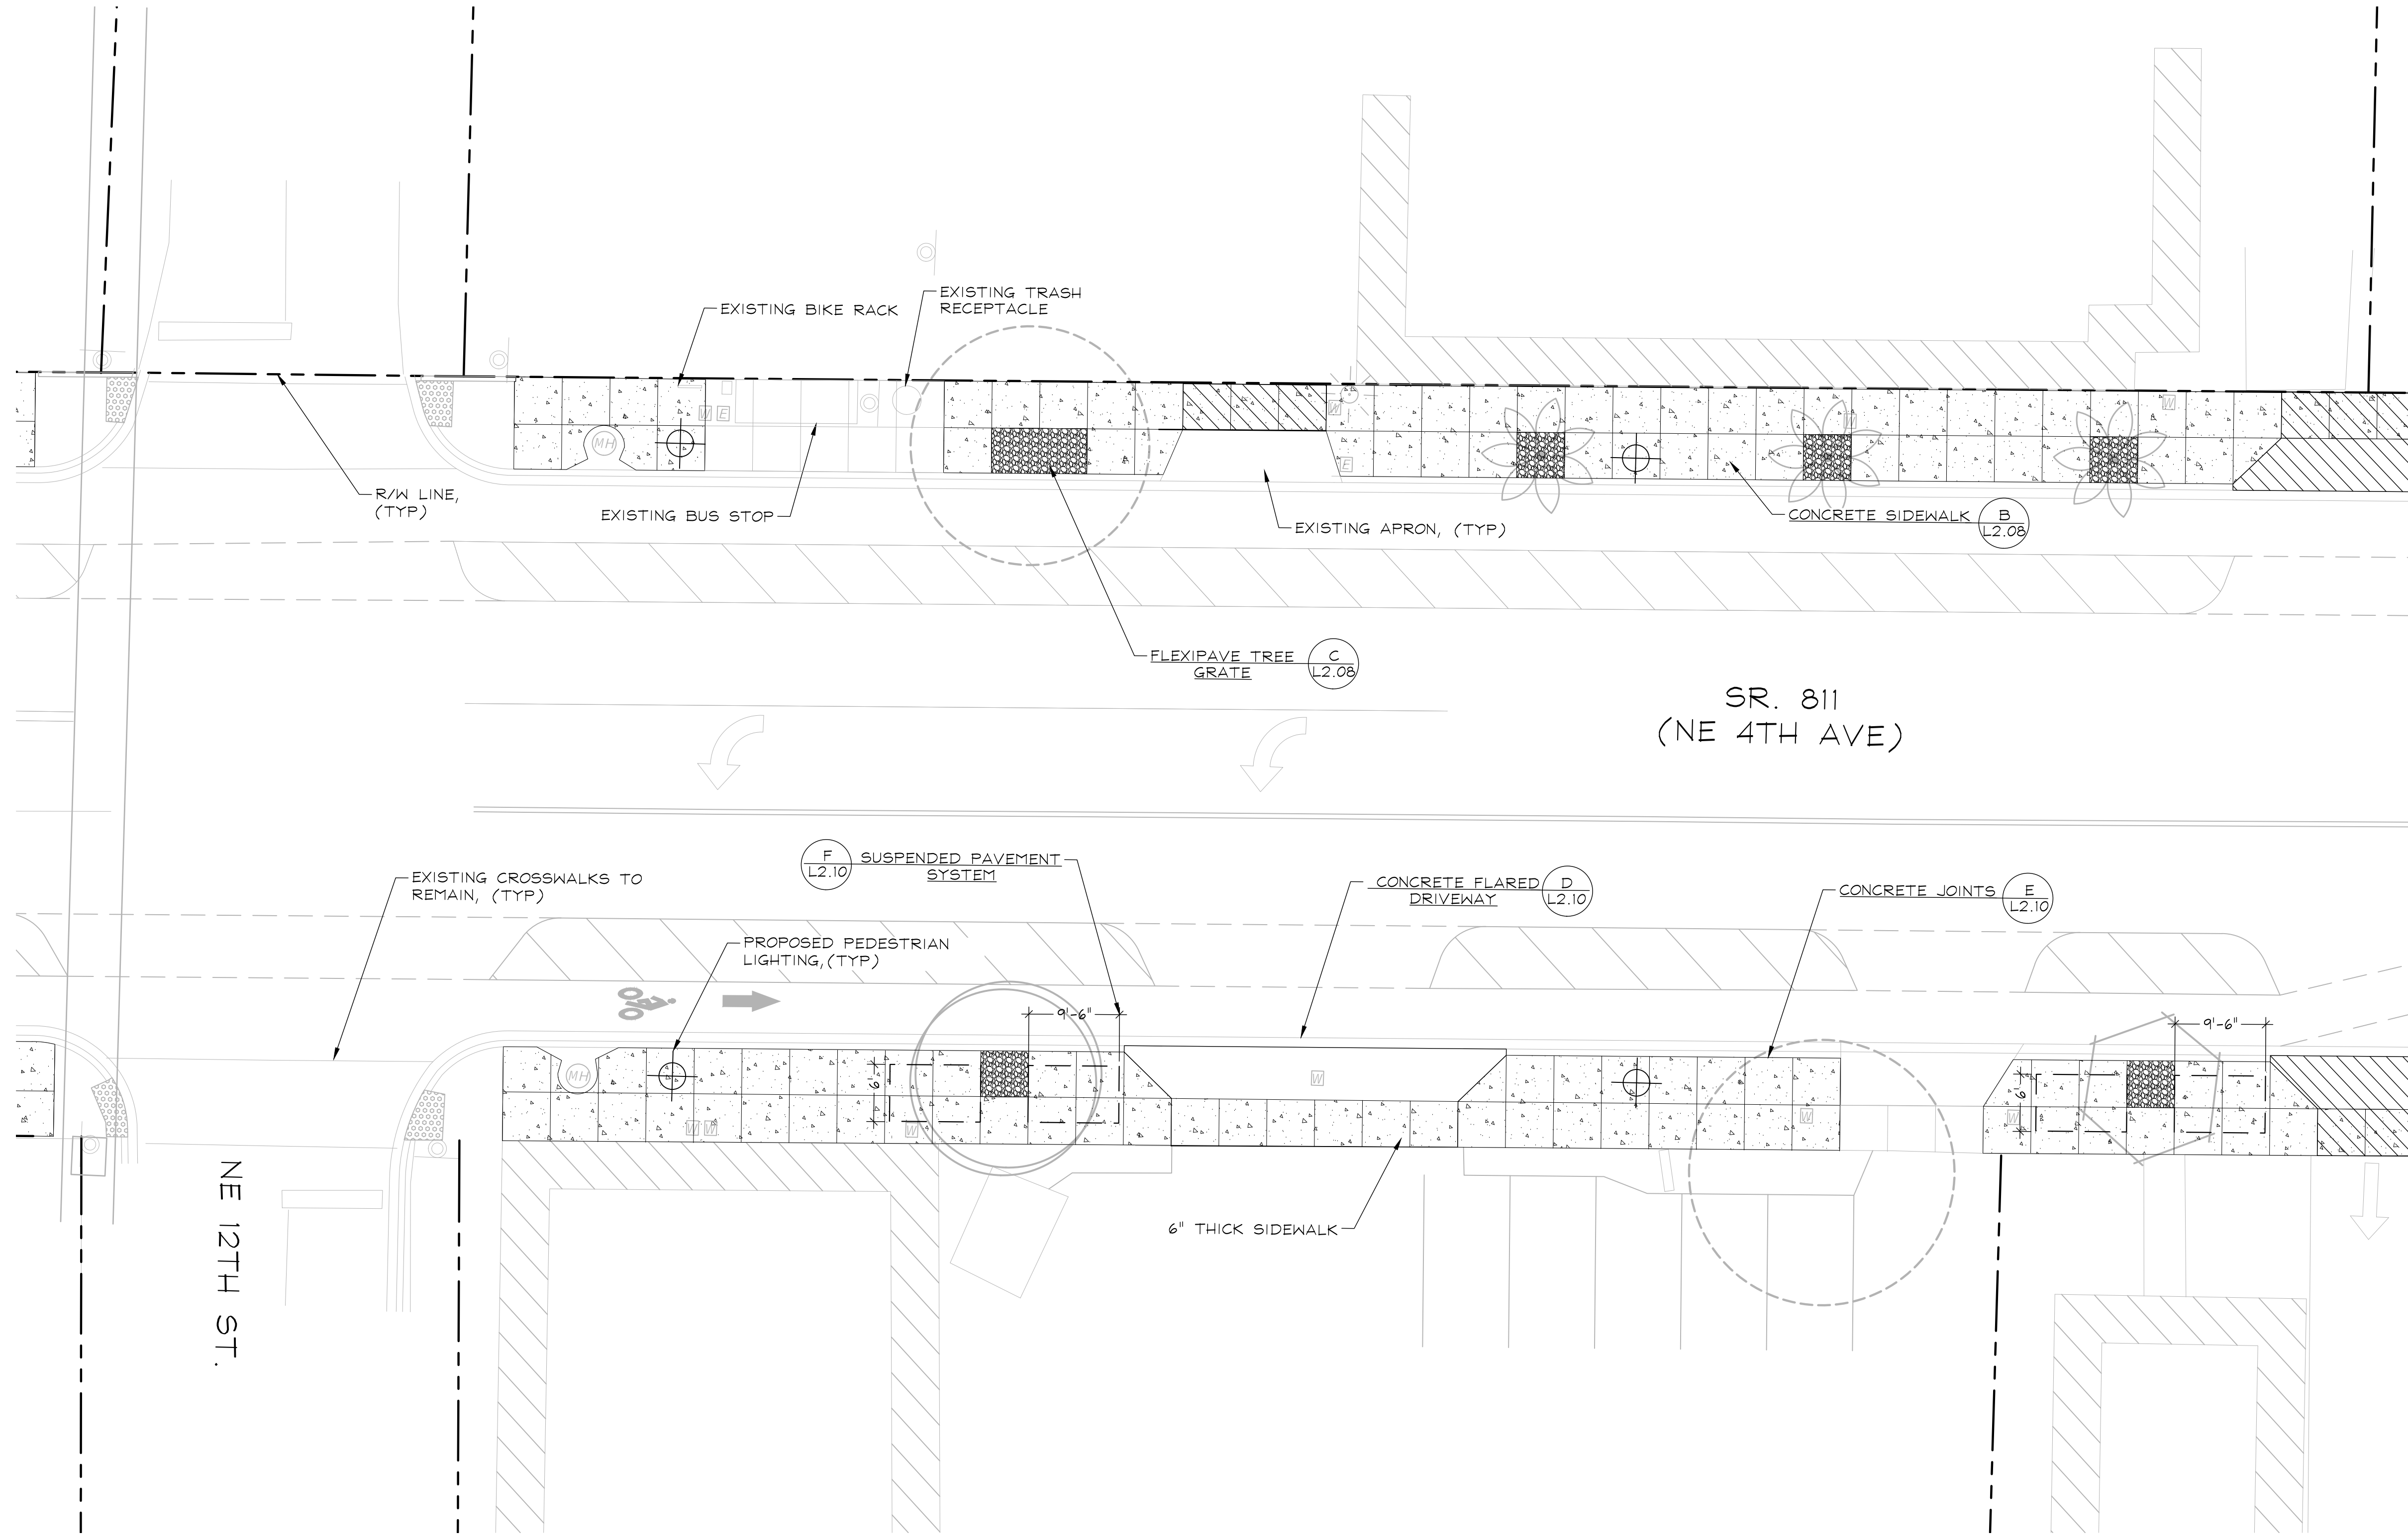 EXISTING BIKE RACK
EXISTING TRASH
RECEPTACLE
W E
MH
W
E
W
W
R/W LINE,
(TYP)
EXISTING BUS STOP
EXISTING APRON, (TYP)
CONCRETE SIDEWALK
B
L2.08
FLEXIPAVE TREE
GRATE
C
L2.08
SR. 811
(NE 4TH AVE)
F
L2.10
SUSPENDED PAVEMENT
SYSTEM
EXISTING CROSSWALKS TO
REMAIN, (TYP)
CONCRETE FLARED
DRIVEWAY
D
L2.10
CONCRETE JOINTS
E
L2.10
PROPOSED PEDESTRIAN
LIGHTING,(TYP)
9'-6"
9'-6"
MH
6'
W
6'
W W
W
W
W
NE 12TH ST.
6" THICK SIDEWALK